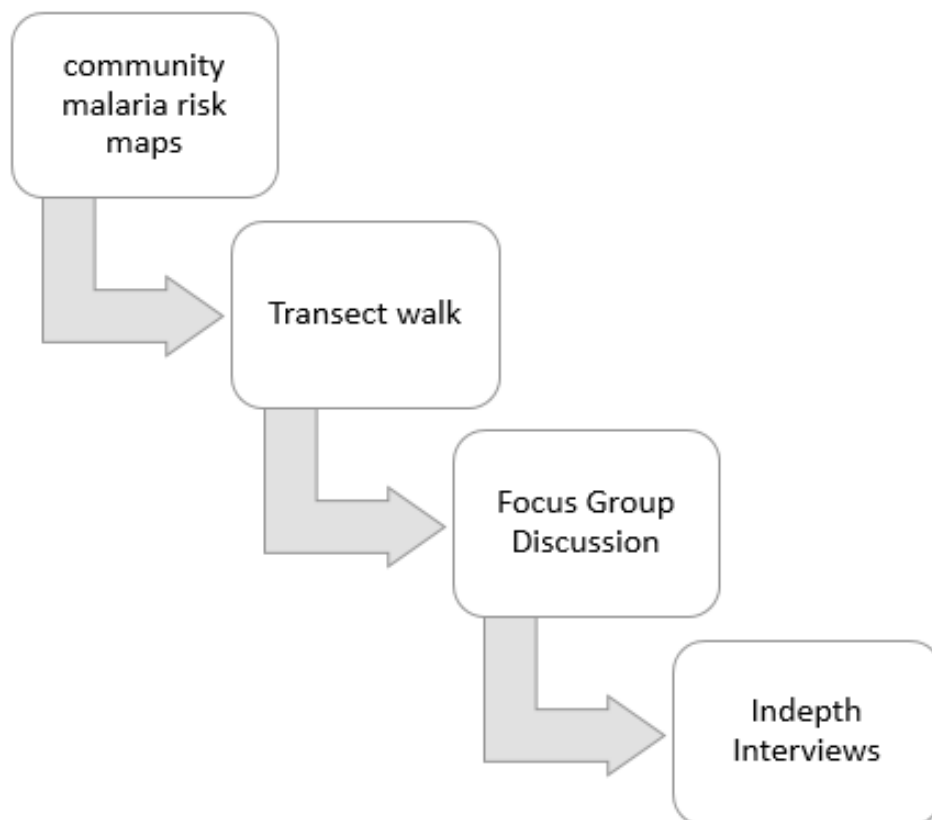 community
malaria risk
maps
Transect walk
Focus Group
Discussion
Indepth
Interviews